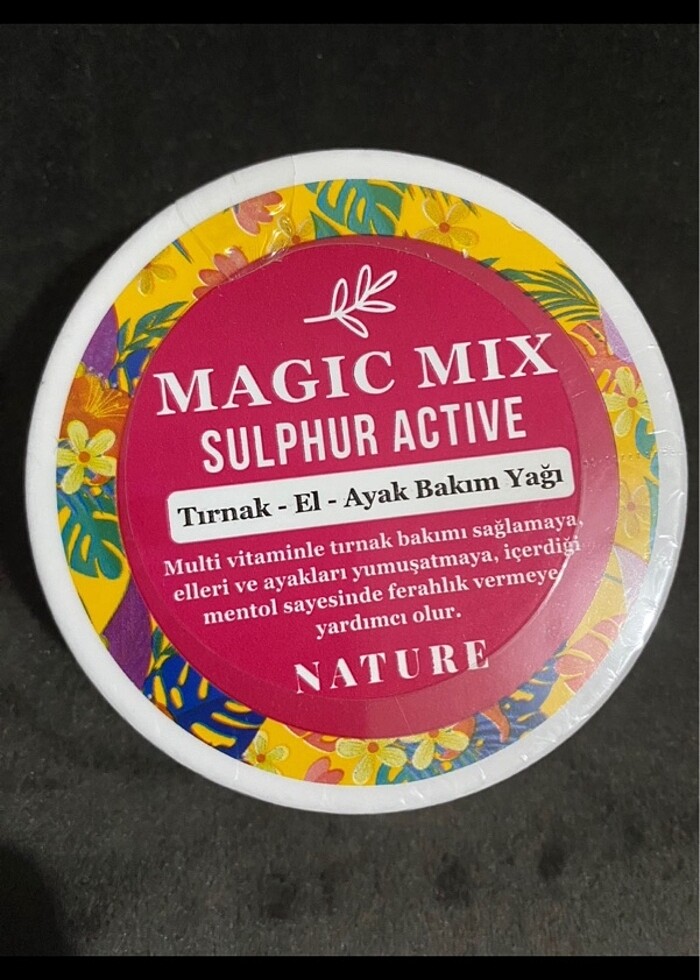 MAGIC MIX
SULPHUR ACTIVE
Tırnak - El - Ayak Bakım Yağı
Multi vitaminle tırnak bakımı sağlamaya,
elleri ve ayakları yumuşatmaya, içerdiği
mentol sayesinde ferahlık vermeye
yardımcı olur.
NATURE